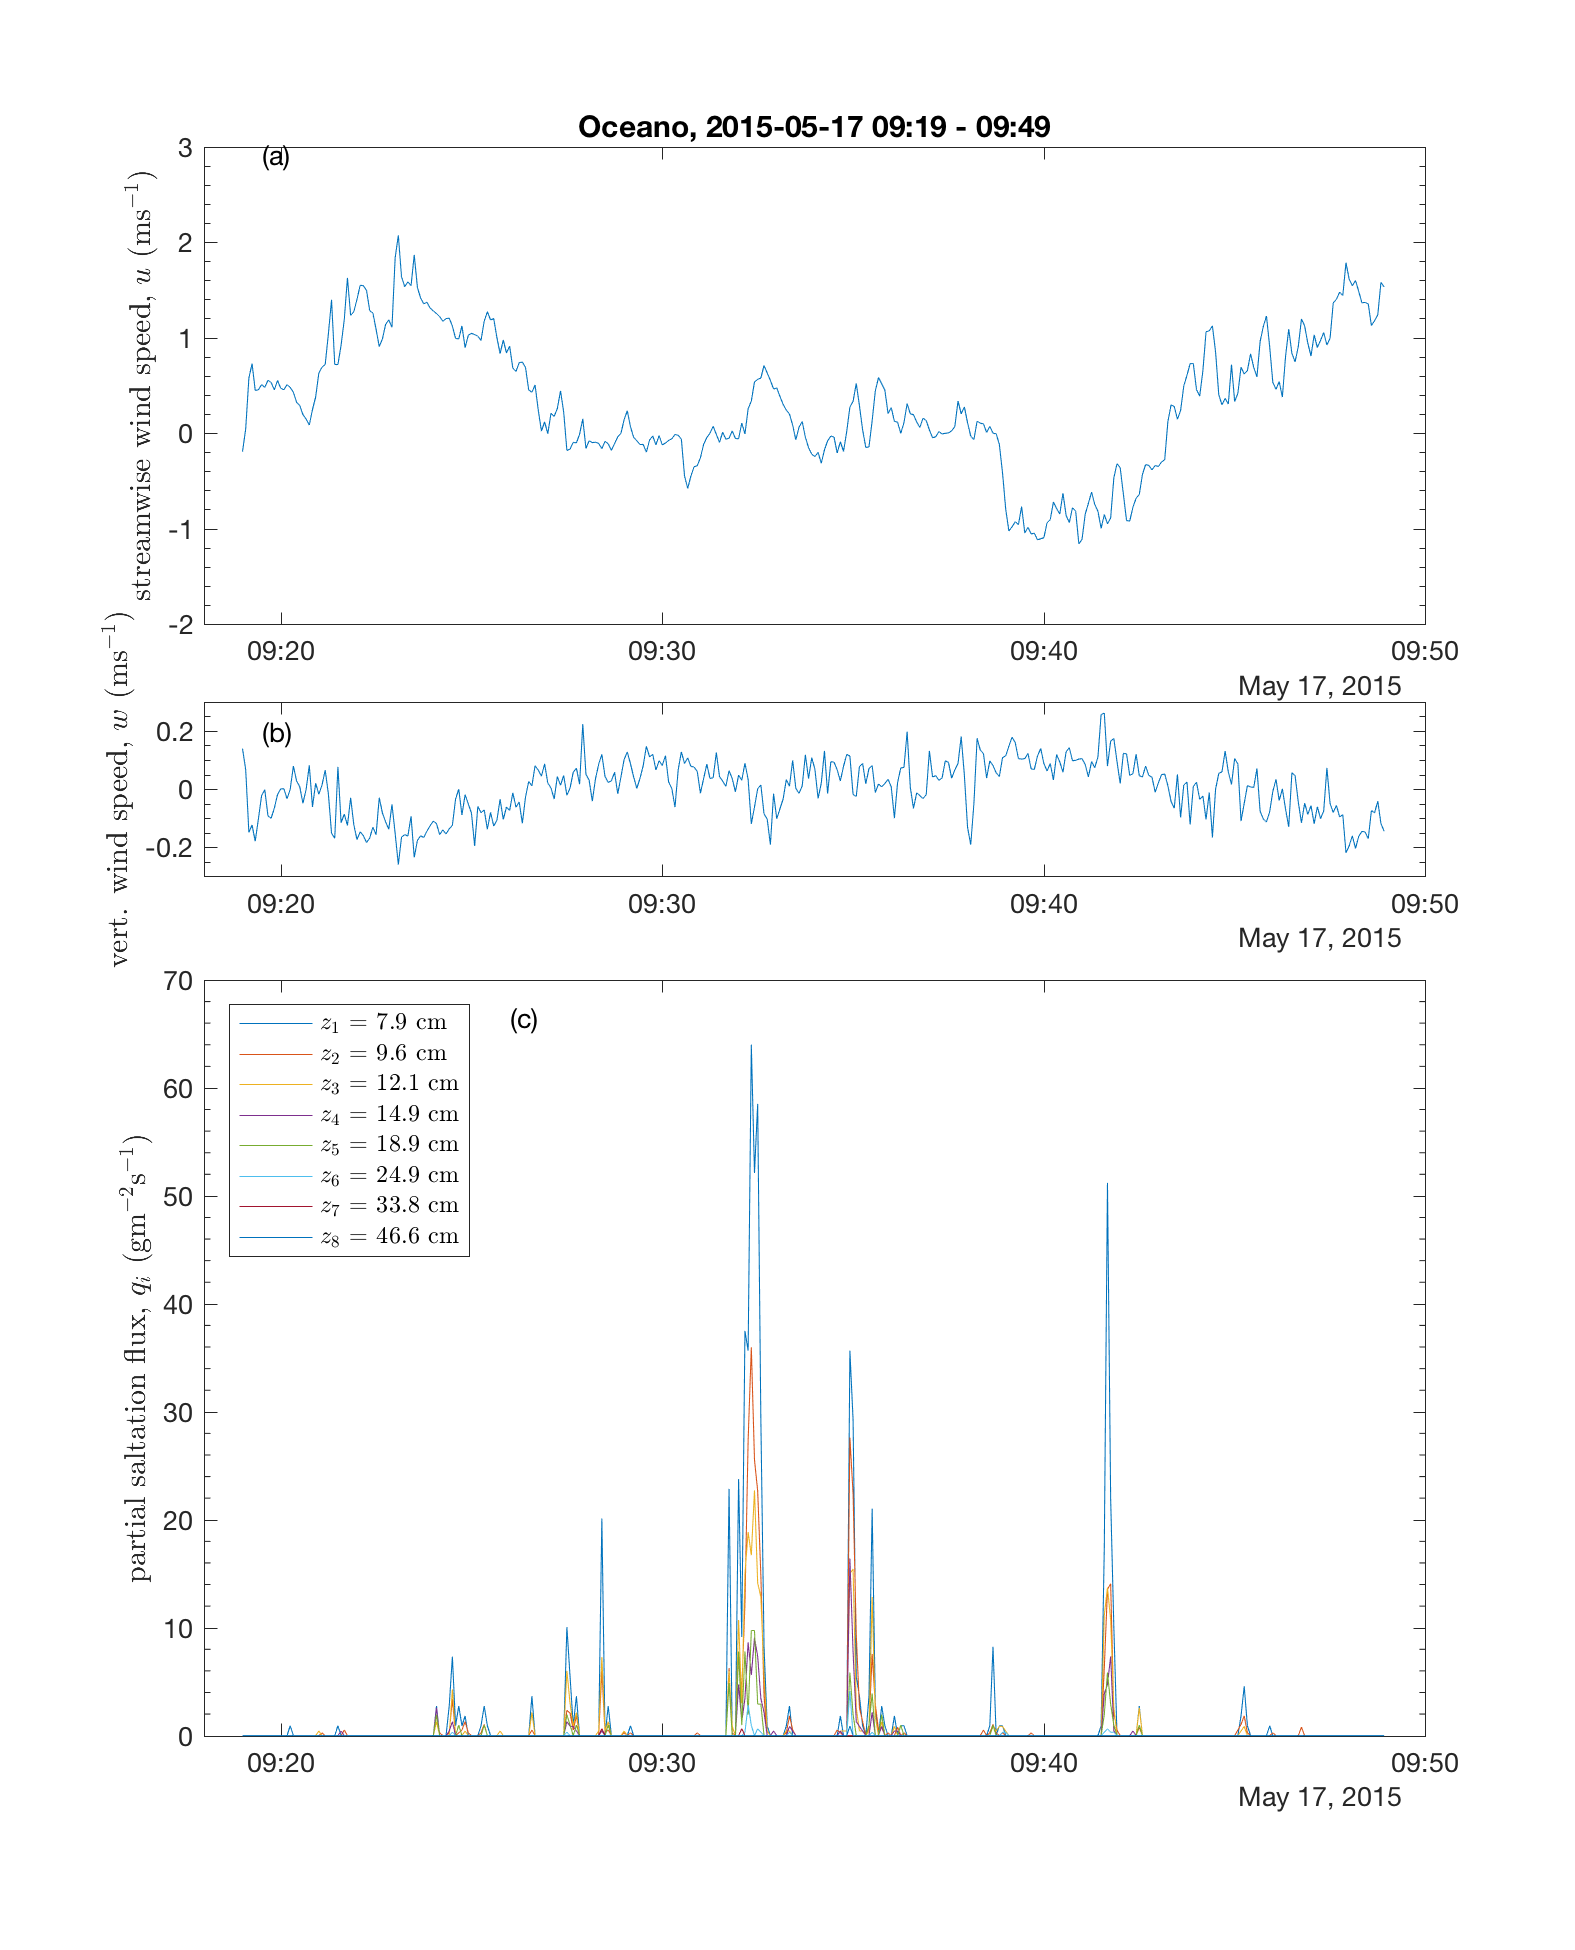 Oceano, 2015-05-17 09:19 - 09:49
(a)
streamwise wind speed, u (ms⁻¹)
3
2
1
0
-1
-2
09:20 09:30 09:40 09:50
May 17, 2015
(b)
vert. wind speed, w (ms⁻¹)
0.2
0
-0.2
09:20 09:30 09:40 09:50
May 17, 2015
(c)
partial saltation flux, qᵢ (gm⁻²s⁻¹)
70
60
50
40
30
20
10
0
z₁ = 7.9 cm
z₂ = 9.6 cm
z₃ = 12.1 cm
z₄ = 14.9 cm
z₅ = 18.9 cm
z₆ = 24.9 cm
z₇ = 33.8 cm
z₈ = 46.6 cm
09:20 09:30 09:40 09:50
May 17, 2015